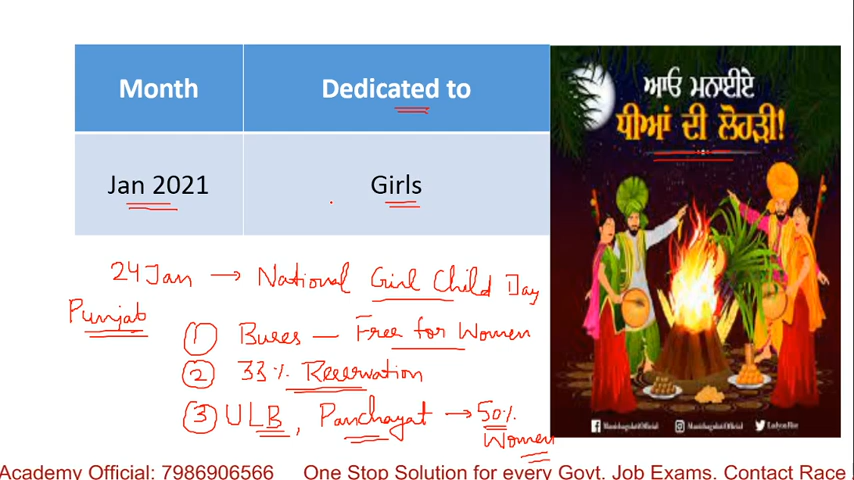 Month
Dedicated to
Jan 2021
Girls
ਆਓ ਮਨਾਈਏ
ਧੀਆਂ ਦੀ ਲੋਹੜੀ!
24 Jan → National Girl Child Day
Punjab
① Buses — Free for Women
② 33% Reservation
③ ULB, Panchayat → 50%
Women
Academy Official: 7986906566 One Stop Solution for every Govt. Job Exams. Contact Race